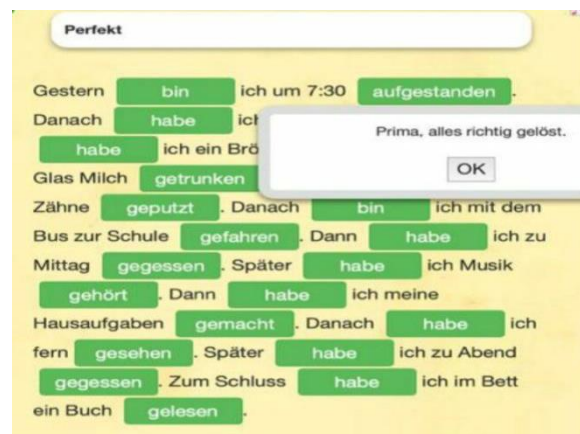 Perfekt
Gestern bin ich um 7:30 aufgestanden .
Danach habe
habe ich ein
Prima, alles richtig gelöst.
OK
Glas Milch getrunken
Zähne geputzt . Danach bin ich mit dem
Bus zur Schule gefahren . Dann habe ich zu
Mittag gegessen . Später habe ich Musik
gehört . Dann habe ich meine
Hausaufgaben gemacht . Danach habe ich
fern gesehen . Später habe ich zu Abend
gegessen . Zum Schluss habe ich im Bett
ein Buch gelesen .